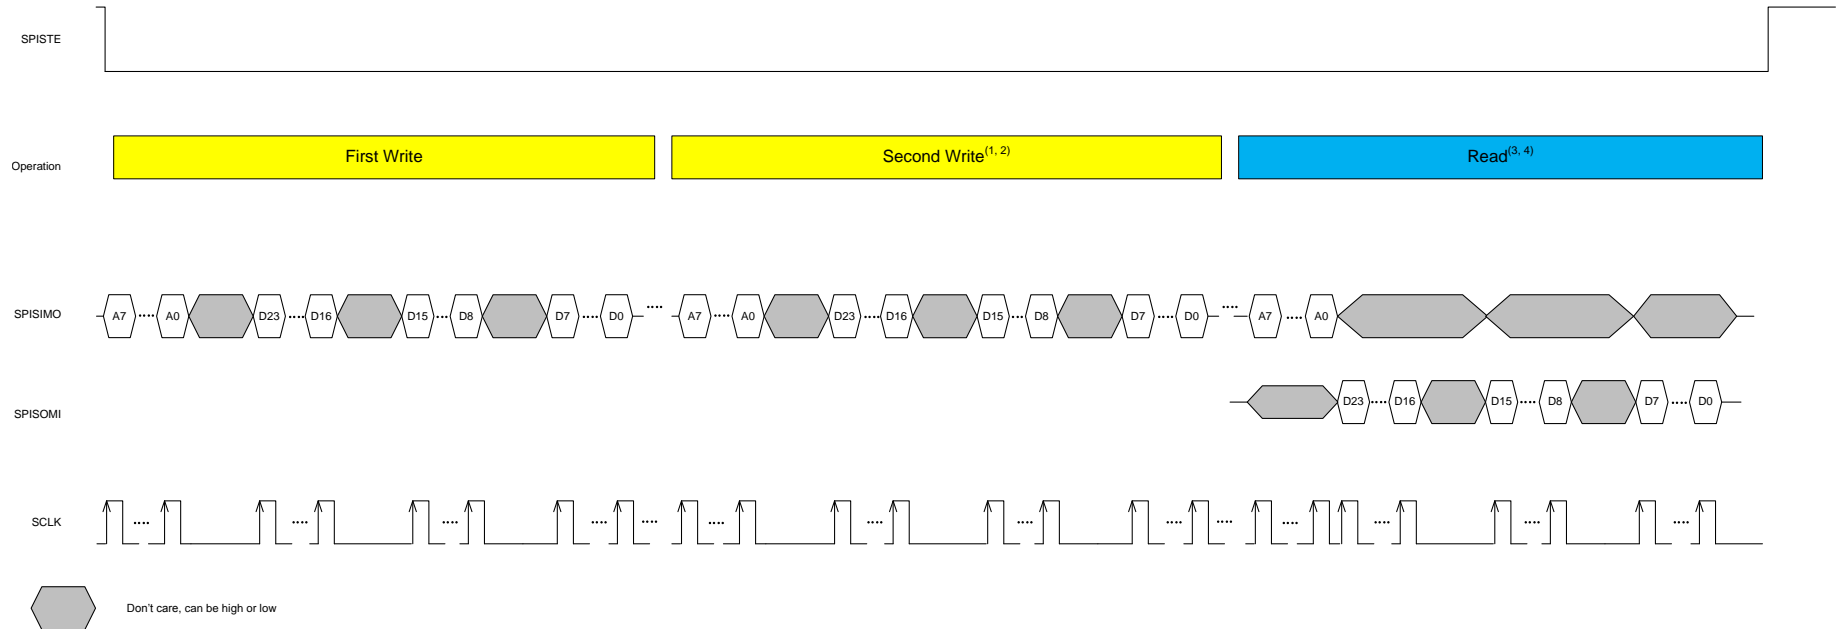 SPISTE
Operation
First Write
Second Write(1, 2)
Read(3, 4)
SPISIMO
A7 .... A0 D23 .... D16 D15 ... D8 D7 .... D0 .... A7 .... A0 D23 .... D16 D15 ... D8 D7 .... D0 .... A7 .... A0
SPISOMI
D23 .... D16 D15 .... D8 D7 .... D0
SCLK
.... .... .... .... .... .... .... .... .... .... .... .... .... ....
Don't care, can be high or low